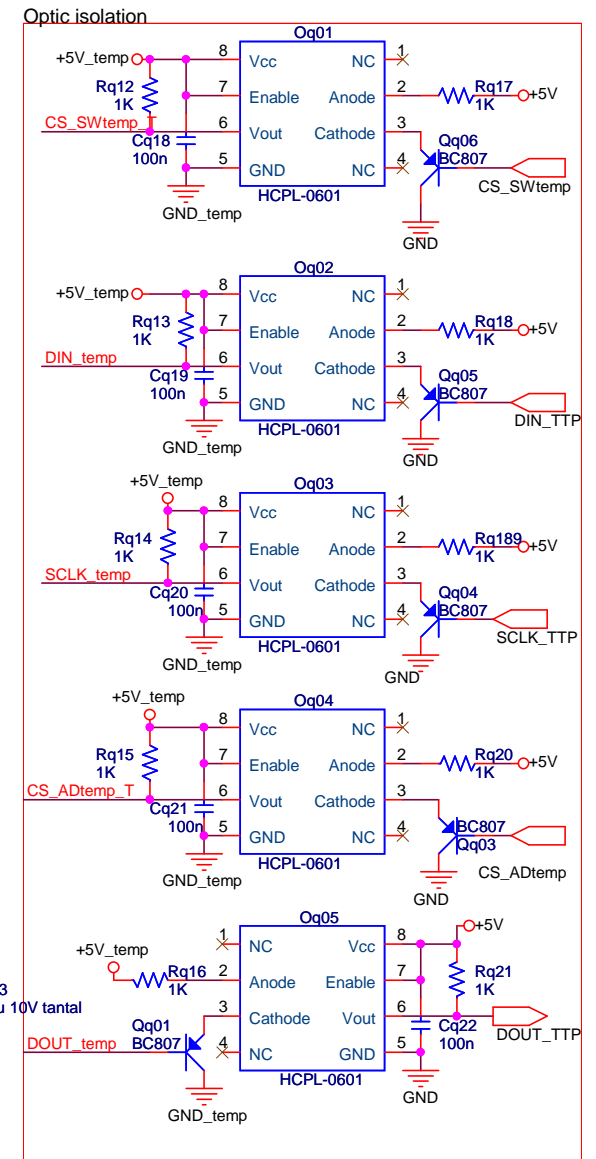 Optic isolation
Oq01
+5V_temp
8
Vcc
NC
1
Rq12
1K
7
Enable
Anode
2
Rq17
1K
+5V
CS_SWtemp_T
6
Vout
Cathode
3
Cq18
100n
Qq06
BC807
5
GND
NC
4
CS_SWtemp
HCPL-0601
GND_temp
GND
Oq02
+5V_temp
8
Vcc
NC
1
Rq13
1K
7
Enable
Anode
2
Rq18
1K
+5V
DIN_temp
6
Vout
Cathode
3
Cq19
100n
Qq05
BC807
5
GND
NC
4
DIN_TTP
HCPL-0601
GND_temp
GND
+5V_temp
Oq03
8
Vcc
NC
1
Rq14
1K
7
Enable
Anode
2
Rq189
1K
+5V
SCLK_temp
6
Vout
Cathode
3
Cq20
100n
Qq04
BC807
5
GND
NC
4
SCLK_TTP
HCPL-0601
GND_temp
GND
+5V_temp
Oq04
8
Vcc
NC
1
Rq15
1K
7
Enable
Anode
2
Rq20
1K
+5V
CS_ADtemp_T
6
Vout
Cathode
3
Cq21
100n
BC807
Qq03
5
GND
NC
4
CS_ADtemp
HCPL-0601
GND_temp
GND
Oq05
+5V
+5V_temp
1
NC
Vcc
8
Rq16
1K
2
Anode
Enable
7
Rq21
1K
3
u 10V tantal
3
Cathode
Vout
6
DOUT_TTP
DOUT_temp
Qq01
BC807
Cq22
100n
4
NC
GND
5
HCPL-0601
GND_temp
GND